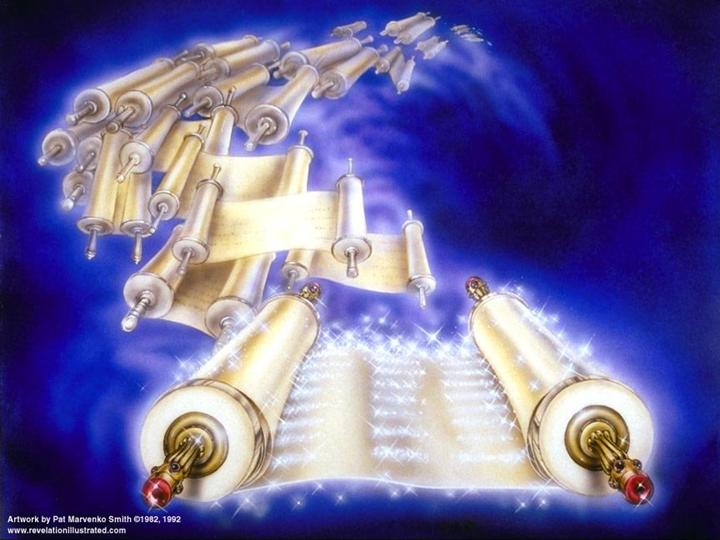 Artwork by Pat Marvenko Smith ©1982, 1992
www.revelationillustrated.com